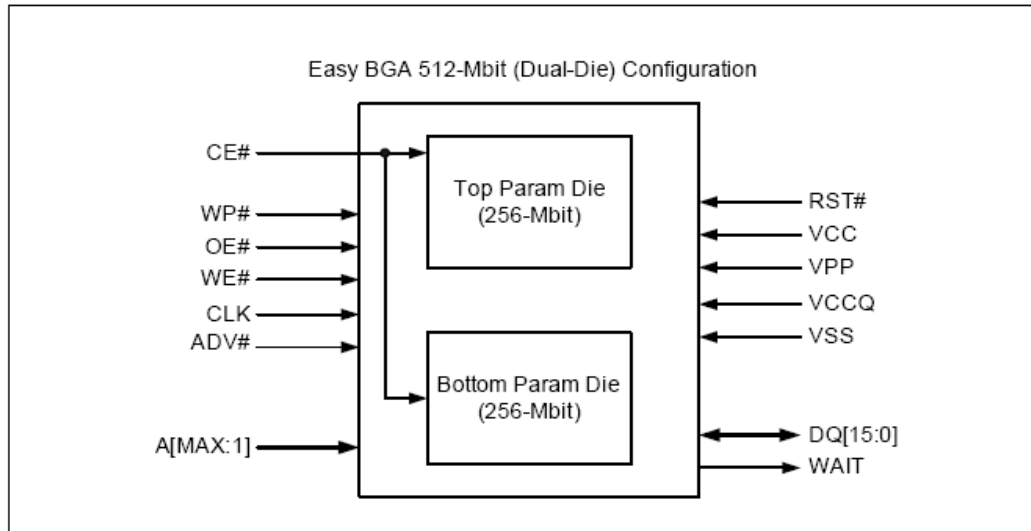 Easy BGA 512-Mbit (Dual-Die) Configuration
CE#
WP#
OE#
WE#
CLK
ADV#
A[MAX:1]
Top Param Die
(256-Mbit)
Bottom Param Die
(256-Mbit)
RST#
VCC
VPP
VCCQ
VSS
DQ[15:0]
WAIT